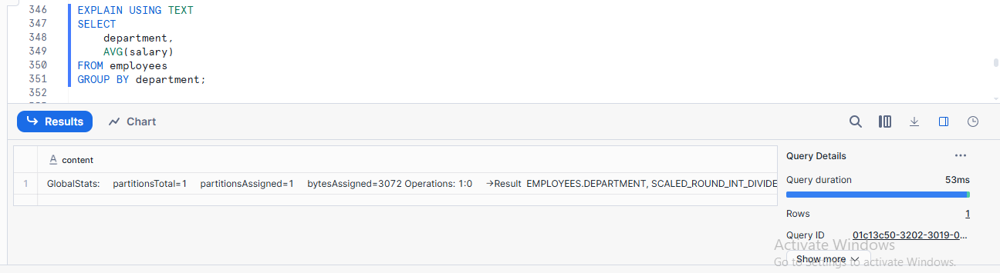 346 EXPLAIN USING TEXT
347 SELECT
348 department,
349 AVG(salary)
350 FROM employees
351 GROUP BY department;
352
Results Chart
A content
1 GlobalStats: partitionsTotal=1 partitionsAssigned=1 bytesAssigned=3072 Operations: 1:0 ->Result EMPLOYEES.DEPARTMENT, SCALED_ROUND_INT_DIVIDE
Query Details ...
Query duration 53ms
Rows 1
Query ID 01c13c50-3202-3019-0...
Show more
Activate Windows
Go to Settings to activate Windows.